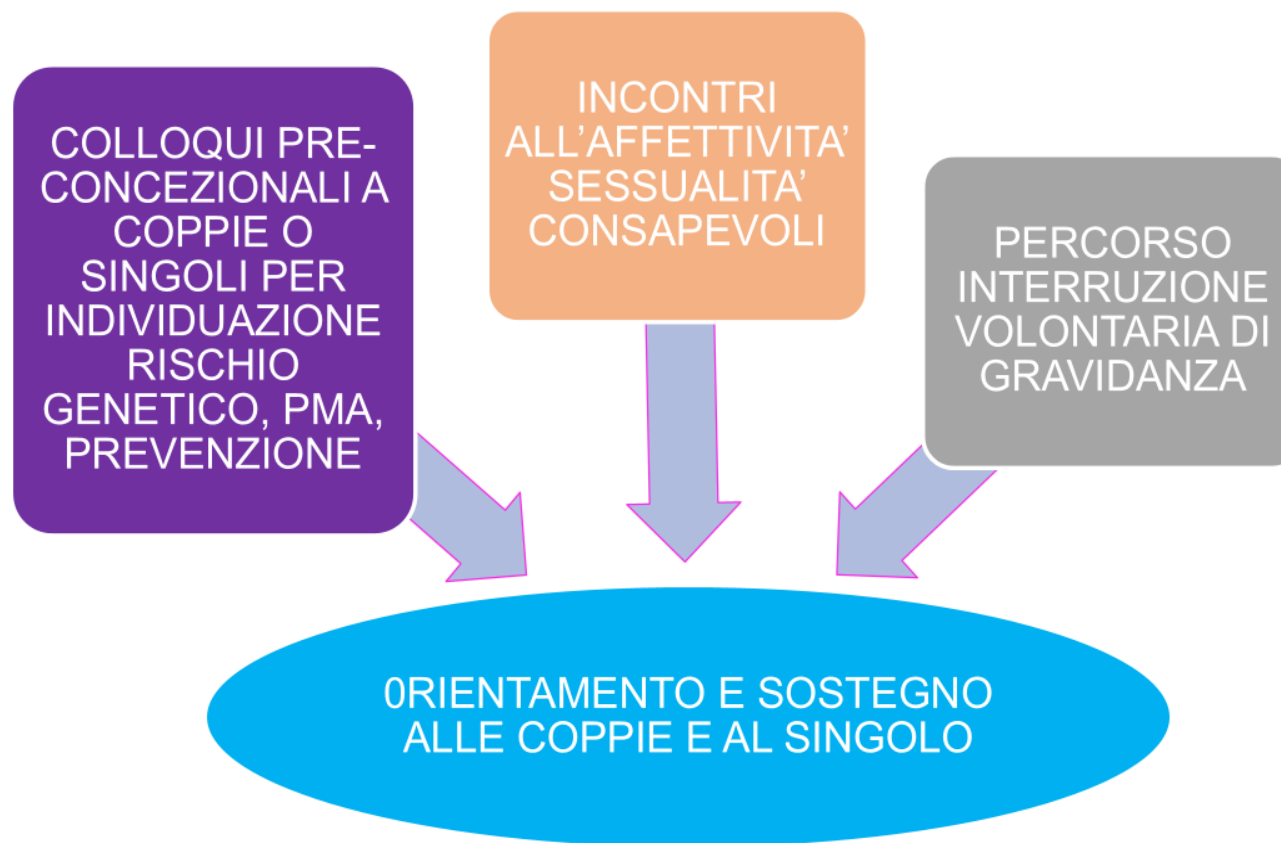 COLLOQUI PRE-
CONCEZIONALI A
COPPIE O
SINGOLI PER
INDIVIDUAZIONE
RISCHIO
GENETICO, PMA,
PREVENZIONE
INCONTRI
ALL’AFFETTIVITA’
SESSUALITA’
CONSAPEVOLI
PERCORSO
INTERRUZIONE
VOLONTARIA DI
GRAVIDANZA
0RIENTAMENTO E SOSTEGNO
ALLE COPPIE E AL SINGOLO